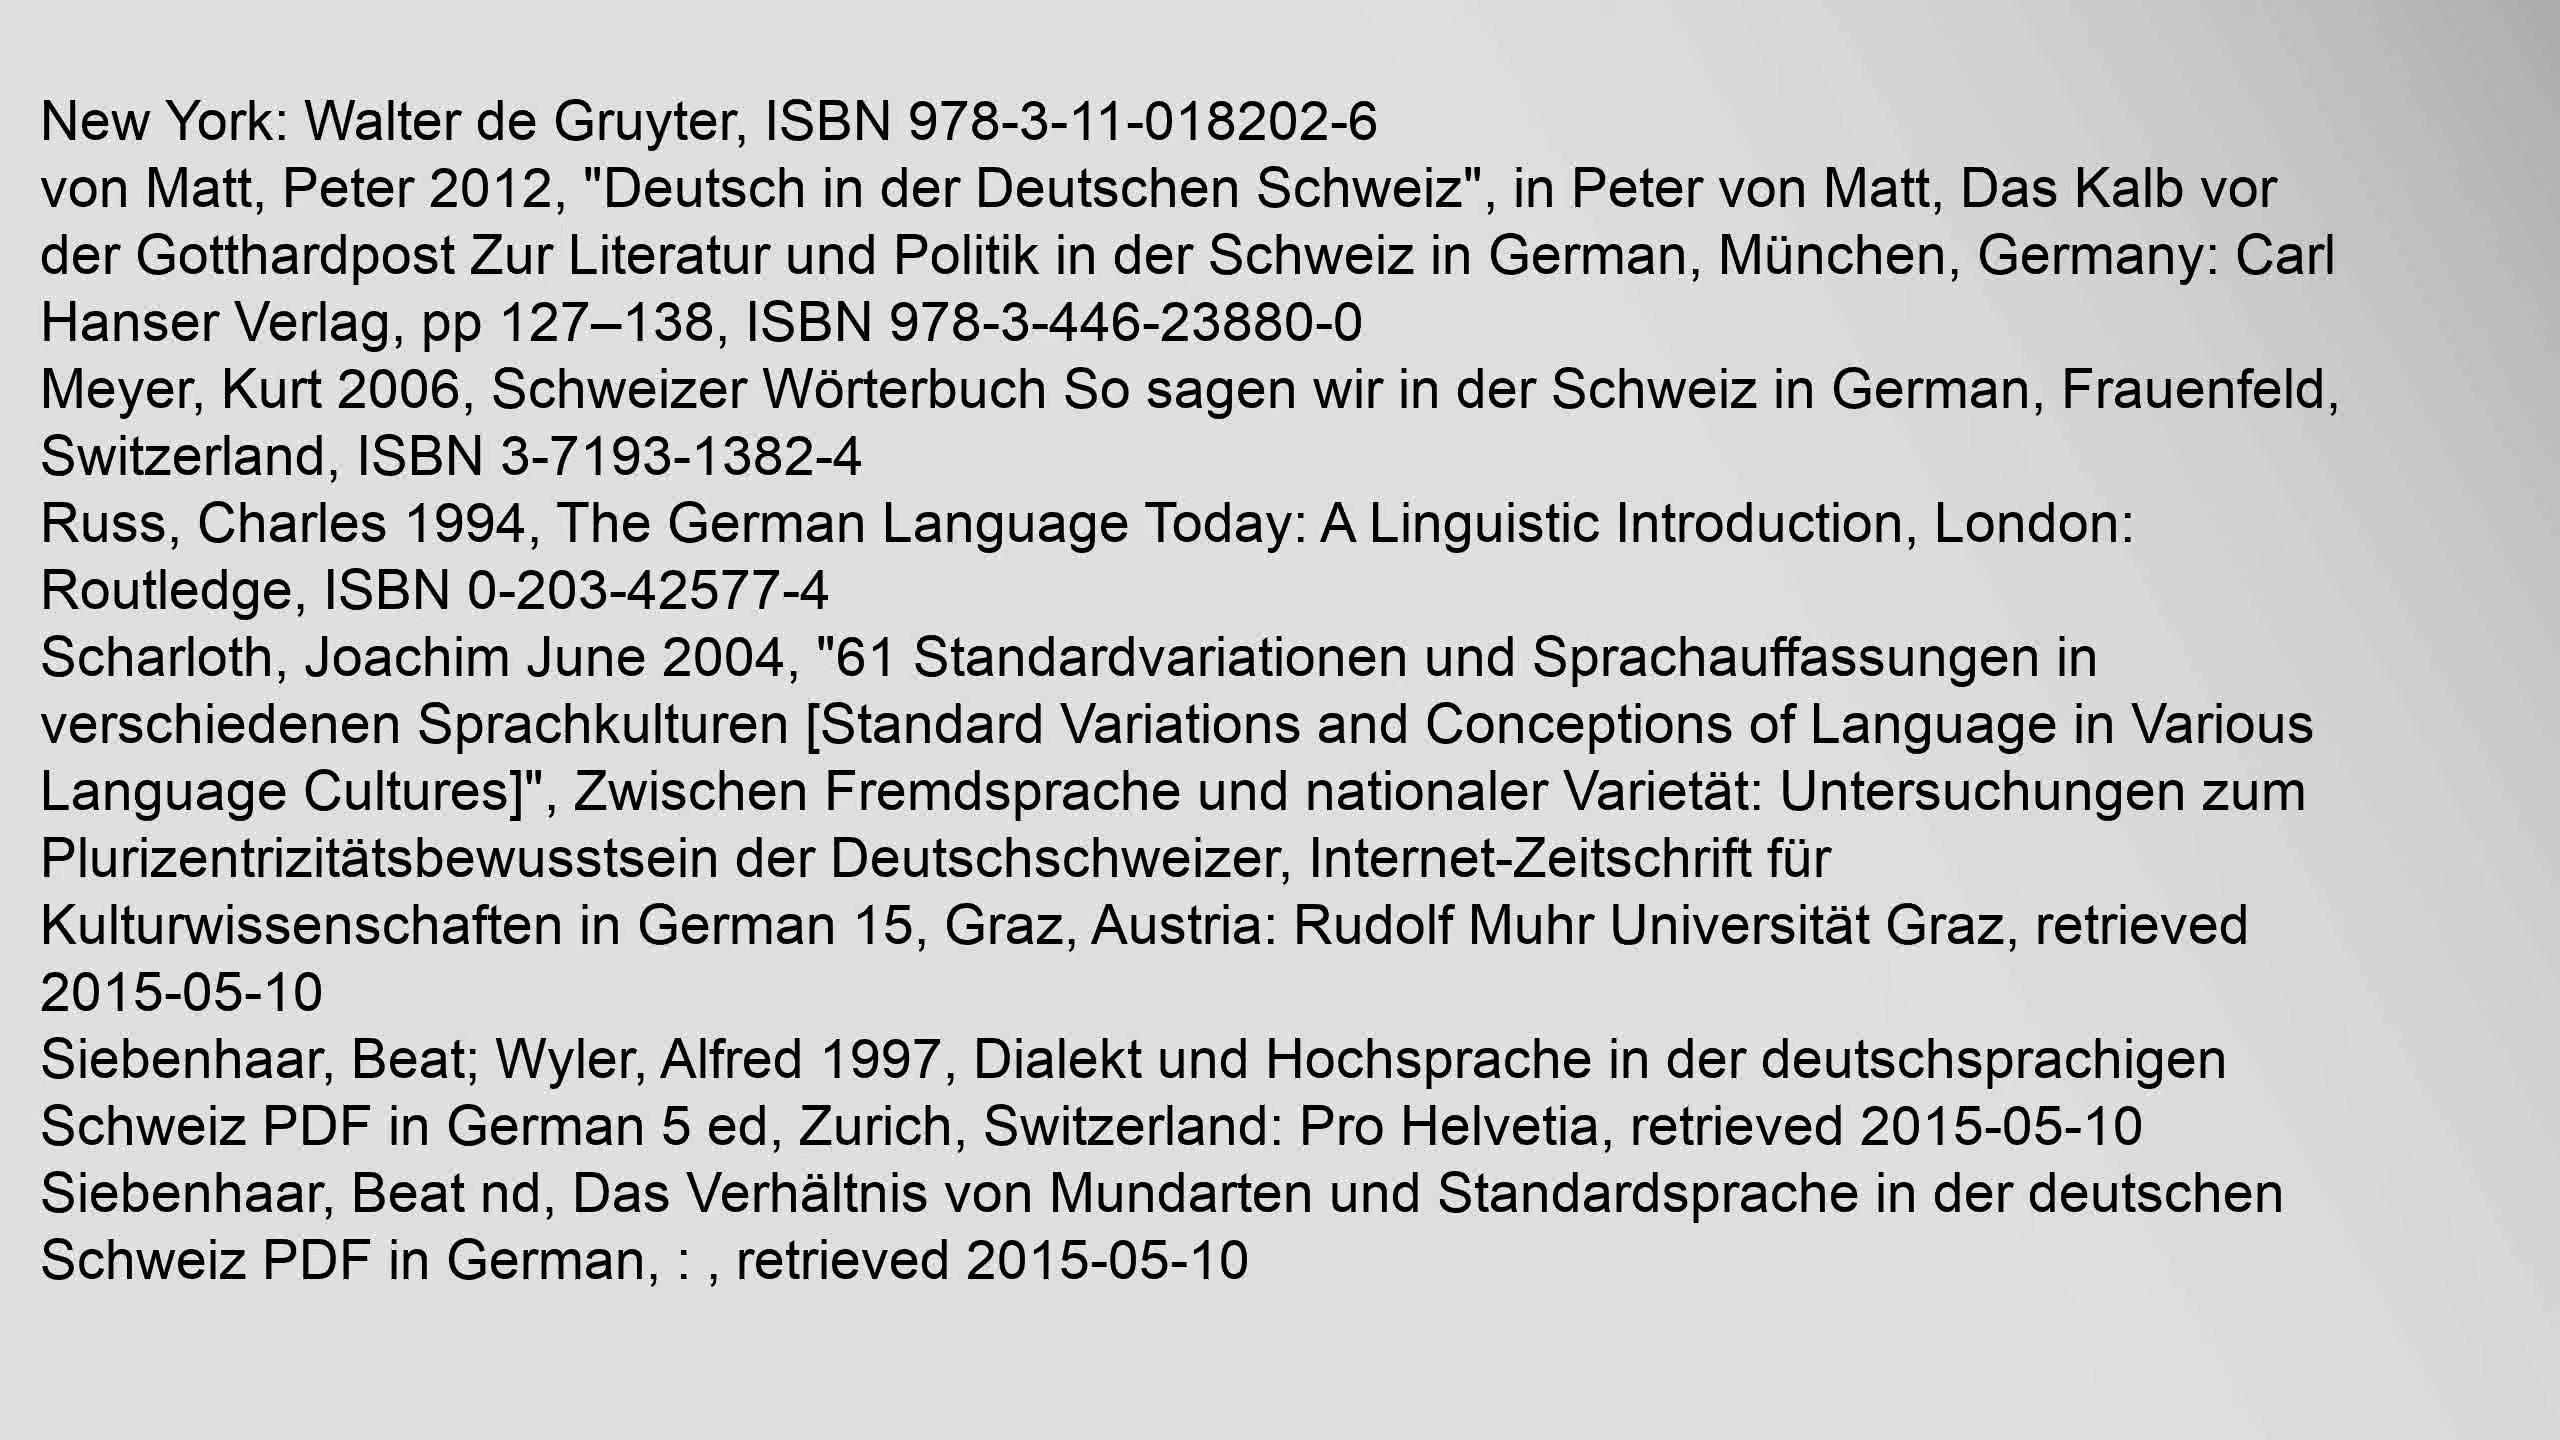 New York: Walter de Gruyter, ISBN 978-3-11-018202-6
von Matt, Peter 2012, "Deutsch in der Deutschen Schweiz", in Peter von Matt, Das Kalb vor
der Gotthardpost Zur Literatur und Politik in der Schweiz in German, München, Germany: Carl
Hanser Verlag, pp 127–138, ISBN 978-3-446-23880-0
Meyer, Kurt 2006, Schweizer Wörterbuch So sagen wir in der Schweiz in German, Frauenfeld,
Switzerland, ISBN 3-7193-1382-4
Russ, Charles 1994, The German Language Today: A Linguistic Introduction, London:
Routledge, ISBN 0-203-42577-4
Scharloth, Joachim June 2004, "61 Standardvariationen und Sprachauffassungen in
verschiedenen Sprachkulturen [Standard Variations and Conceptions of Language in Various
Language Cultures]", Zwischen Fremdsprache und nationaler Varietät: Untersuchungen zum
Plurizentrizitätsbewusstsein der Deutschschweizer, Internet-Zeitschrift für
Kulturwissenschaften in German 15, Graz, Austria: Rudolf Muhr Universität Graz, retrieved
2015-05-10
Siebenhaar, Beat; Wyler, Alfred 1997, Dialekt und Hochsprache in der deutschsprachigen
Schweiz PDF in German 5 ed, Zurich, Switzerland: Pro Helvetia, retrieved 2015-05-10
Siebenhaar, Beat nd, Das Verhältnis von Mundarten und Standardsprache in der deutschen
Schweiz PDF in German, : , retrieved 2015-05-10